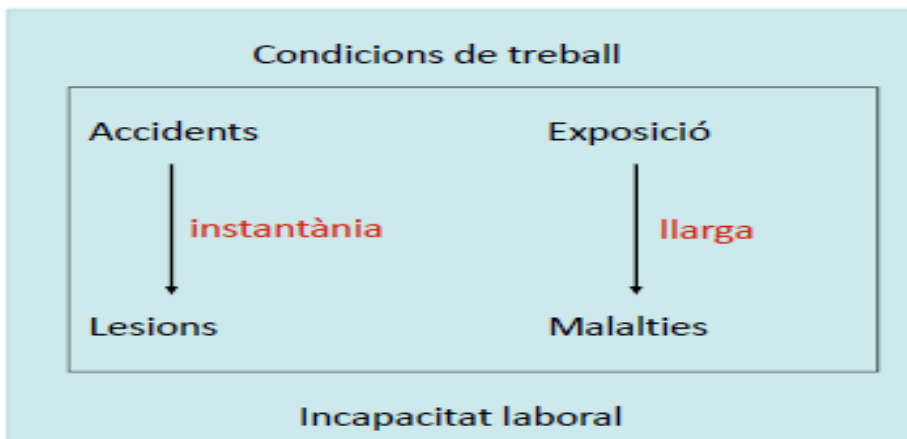 Condicions de treball
Accidents Exposició
instantània llarga
Lesions Malalties
Incapacitat laboral